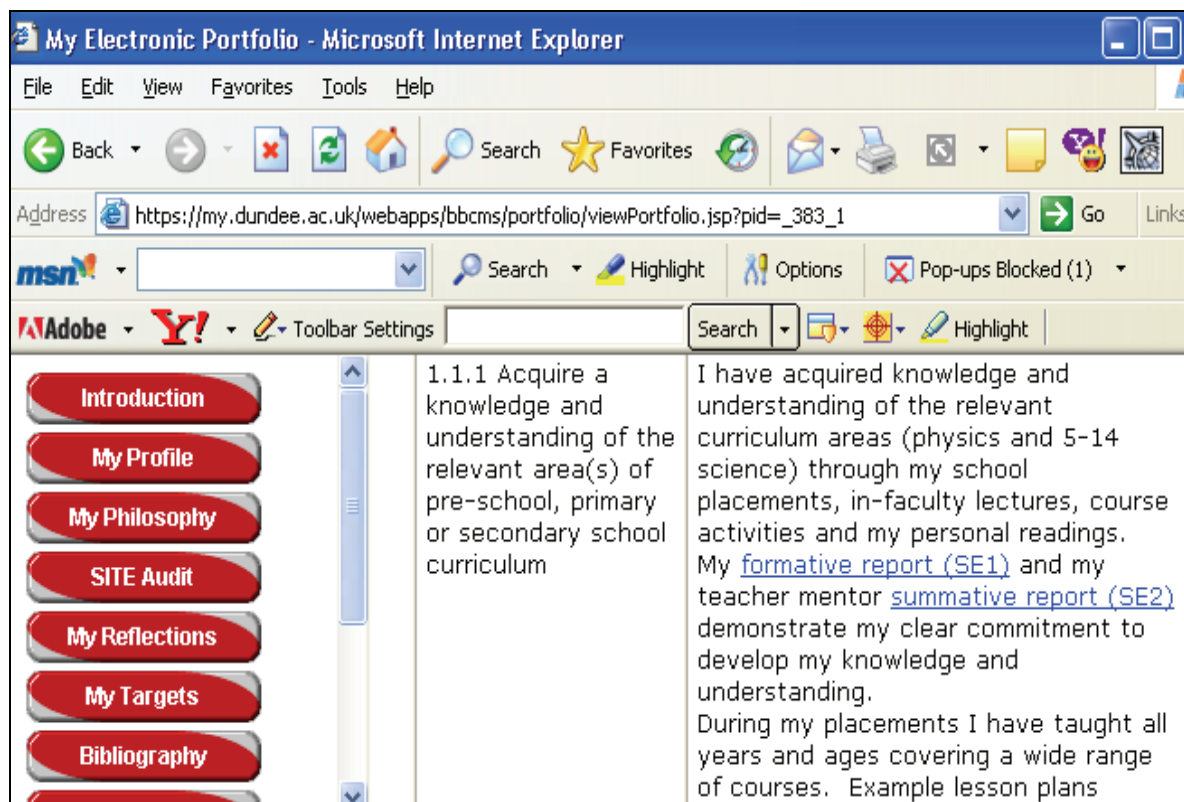 My Electronic Portfolio - Microsoft Internet Explorer
File Edit View Favorites Tools Help
Back Search Favorites
Address https://my.dundee.ac.uk/webapps/bbcms/portfolio/viewPortfolio.jsp?pid=_383_1 Go Links
msn Search Highlight Options Pop-ups Blocked (1)
Adobe Y! Toolbar Settings Search Highlight
Introduction
My Profile
My Philosophy
SITE Audit
My Reflections
My Targets
Bibliography
1.1.1 Acquire a
knowledge and
understanding of the
relevant area(s) of
pre-school, primary
or secondary school
curriculum
I have acquired knowledge and
understanding of the relevant
curriculum areas (physics and 5-14
science) through my school
placements, in-faculty lectures, course
activities and my personal readings.
My formative report (SE1) and my
teacher mentor summative report (SE2)
demonstrate my clear commitment to
develop my knowledge and
understanding.
During my placements I have taught all
years and ages covering a wide range
of courses. Example lesson plans